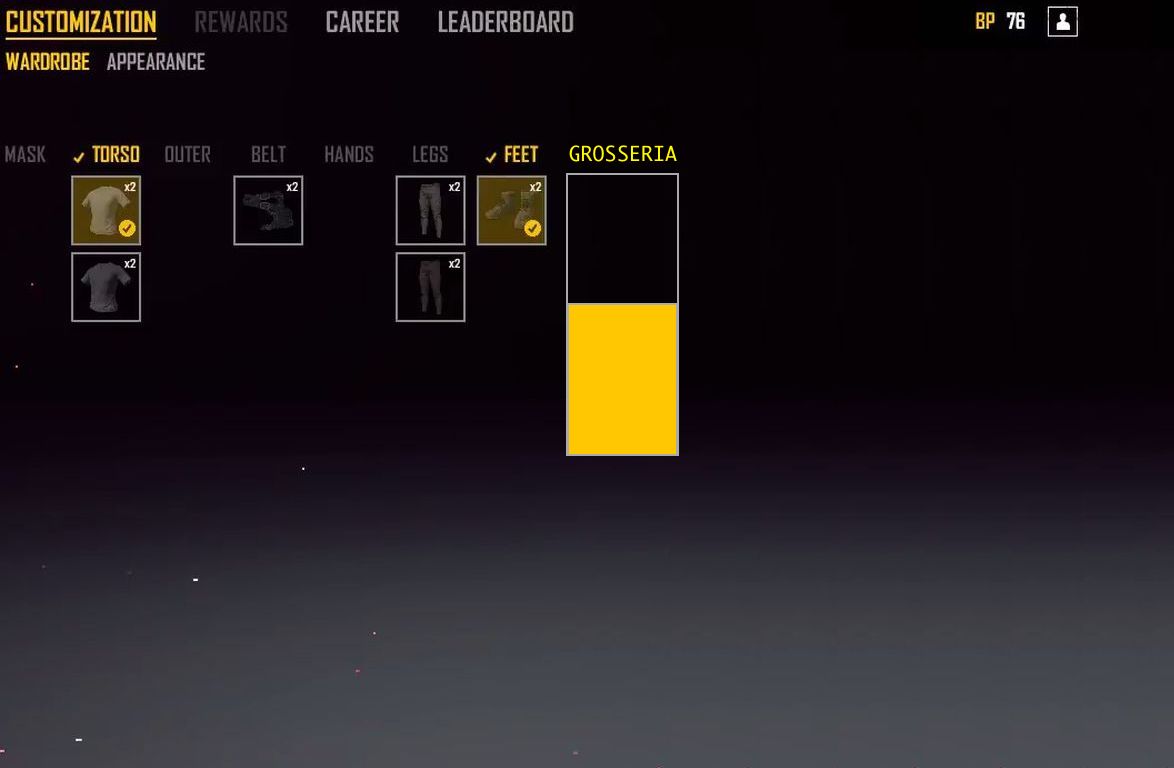 CUSTOMIZATION REWARDS CAREER LEADERBOARD BP 76
WARDROBE APPEARANCE
MASK TORSO OUTER BELT HANDS LEGS FEET GROSSERIA
x2 x2 x2 x2
x2 x2